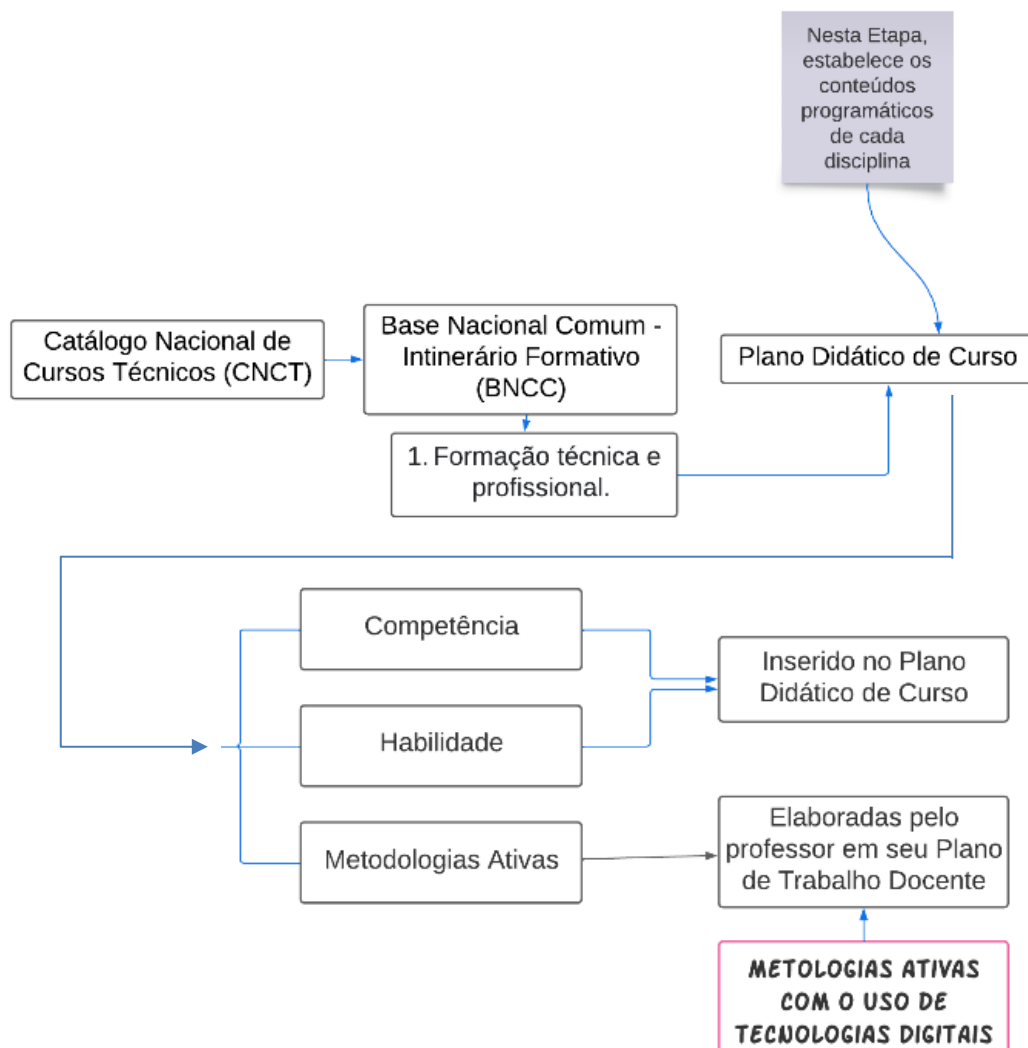 Nesta Etapa,
estabelece os
conteúdos
programáticos
de cada
disciplina
Catálogo Nacional de
Cursos Técnicos (CNCT)
Base Nacional Comum -
Intinerário Formativo
(BNCC)
Plano Didático de Curso
1. Formação técnica e
profissional.
Competência
Inserido no Plano
Didático de Curso
Habilidade
Metodologias Ativas
Elaboradas pelo
professor em seu Plano
de Trabalho Docente
METOLOGIAS ATIVAS
COM O USO DE
TECNOLOGIAS DIGITAIS